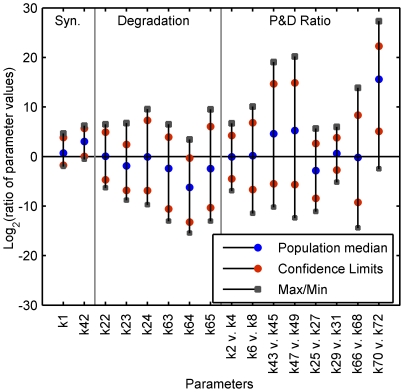 Syn. Degradation P&D Ratio
30
20
10
0
-10
-20
-30
Log2(ratio of parameter values)
Population median
Confidence Limits
Max/Min
k1 k42 k22 k23 k24 k63 k64 k65 k2 v. k4 k6 v. k8 k43 v. k45 k47 v. k49 k25 v. k27 k29 v. k31 k66 v. k68 k70 v. k72
Parameters